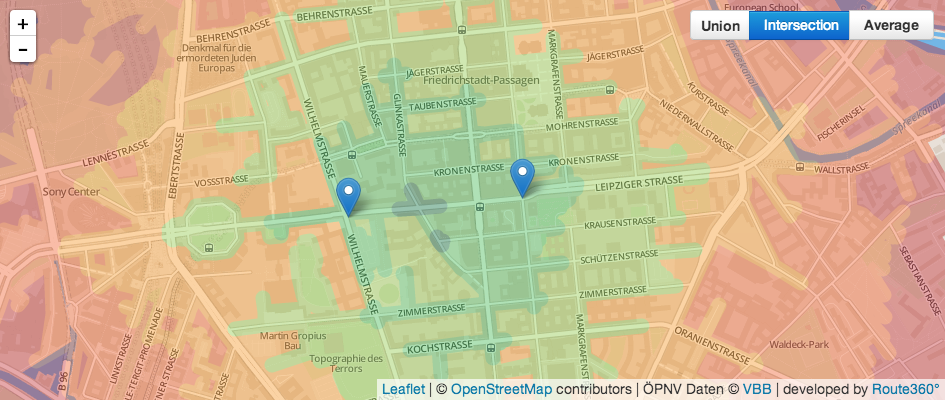 +
−
Union
Intersection
Average
European School
BEHRENSTRASSE
BEHRENSTRASSE
Denkmal für die
ermordeten Juden
Europas
JÄGERSTRASSE
JÄGERSTRASSE
Friedrichstadt-Passagen
MARKGRAFENSTRASSE
MAUERSTRASSE
GLINKASTRASSE
TAUBENSTRASSE
WILHELMSTRASSE
KURSTRASSE
NIEDERWALLSTRASSE
FISCHERINSEL
Spreekanal
Spreekanal
MOHRENSTRASSE
LENNÉSTRASSE
EBERTSTRASSE
VOSSSTRASSE
KRONENSTRASSE
KRONENSTRASSE
WALLSTRASSE
Sony Center
LEIPZIGER STRASSE
KRAUSENSTRASSE
WILHELMSTRASSE
SCHÜTZENSTRASSE
SEBASTIANSTRASSE
ZIMMERSTRASSE
ZIMMERSTRASSE
Martin Gropius
Bau
Topographie des
Terrors
KOCHSTRASSE
MARKGRAFENSTRASSE
ORANIENSTRASSE
Waldeck-Park
LINKSTRASSE
B 96
Leaflet | © OpenStreetMap contributors | ÖPNV Daten © VBB | developed by Route360°